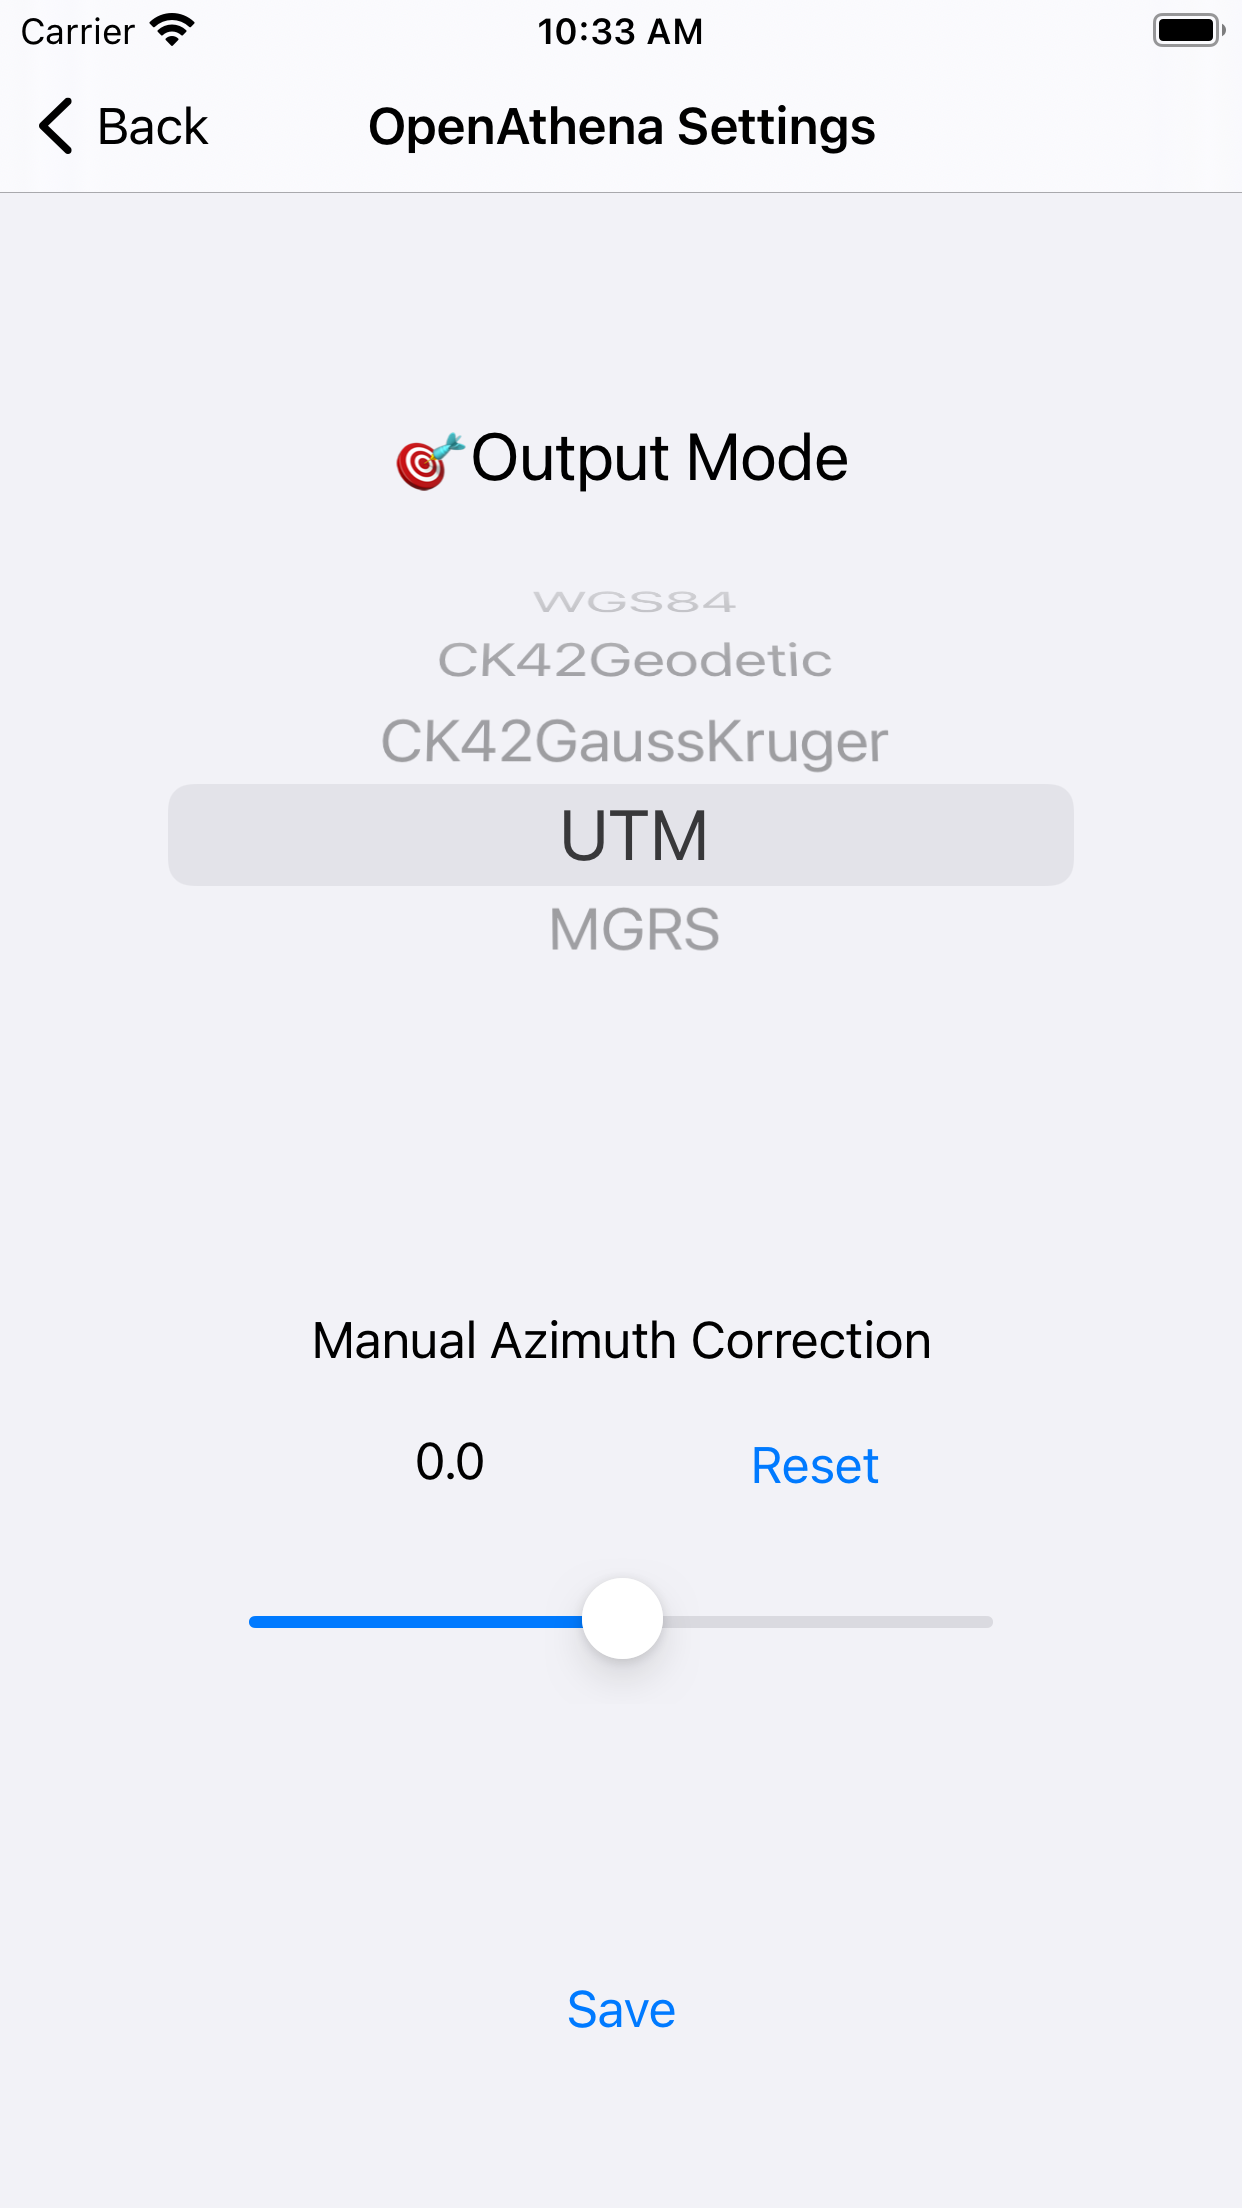 Carrier 10:33 AM
Back OpenAthena Settings
🎯Output Mode
WGS84
CK42Geodetic
CK42GaussKruger
UTM
MGRS
Manual Azimuth Correction
0.0 Reset
Save